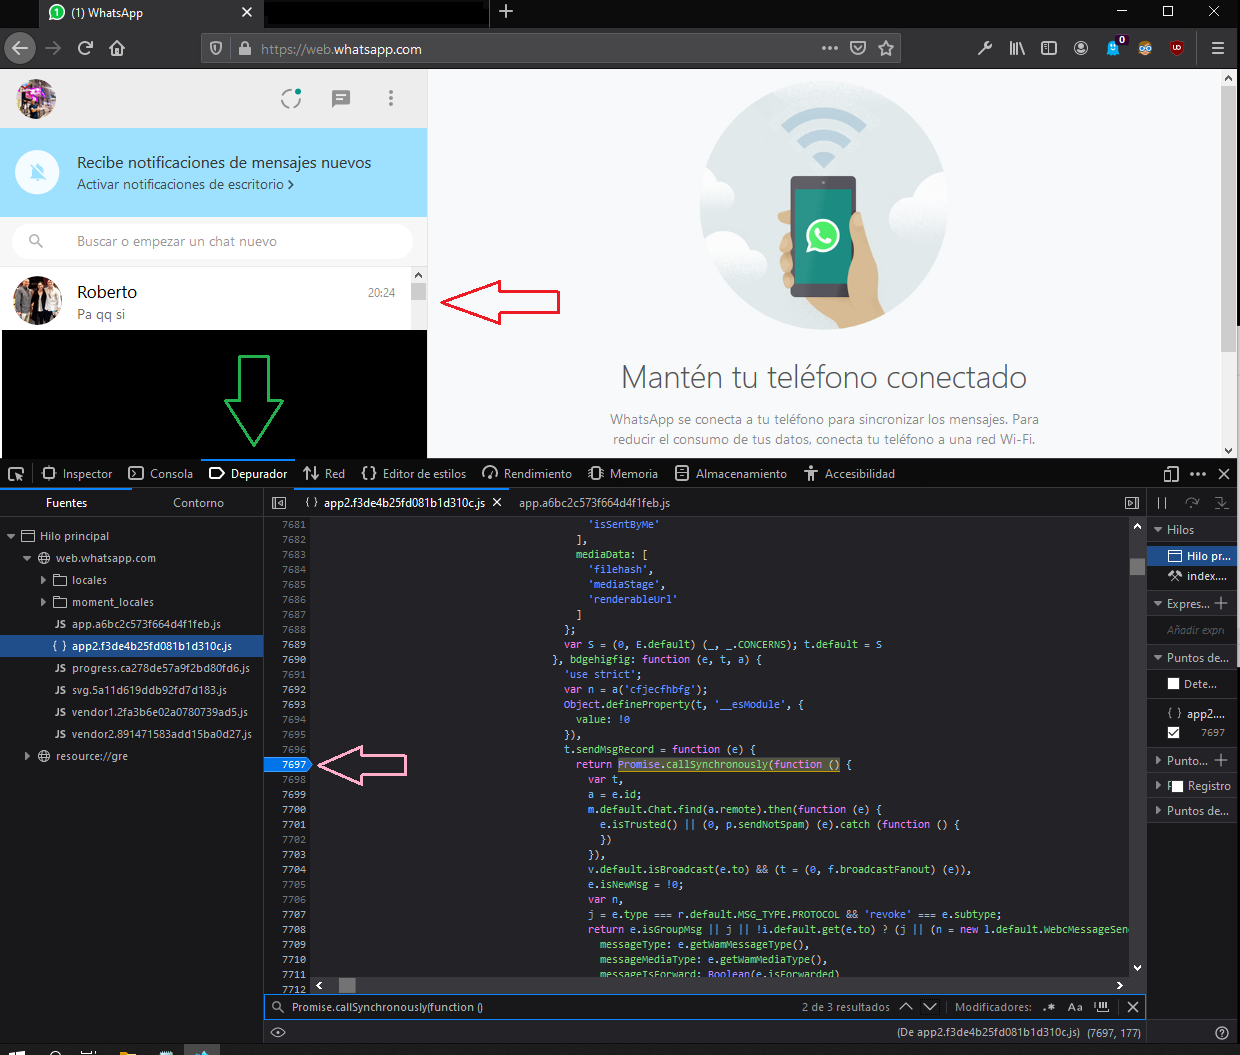 (1) WhatsApp
https://web.whatsapp.com
0
Recibe notificaciones de mensajes nuevos
Activar notificaciones de escritorio >
Buscar o empezar un chat nuevo
Roberto
20:24
Pa qq si
Mantén tu teléfono conectado
WhatsApp se conecta a tu teléfono para sincronizar los mensajes. Para
reducir el consumo de tus datos, conecta tu teléfono a una red Wi-Fi.
Inspector Consola Depurador Red Editor de estilos Rendimiento Memoria Almacenamiento Accesibilidad
Fuentes Contorno
{ } app2.f3de4b25fd081b1d310c.js app.a6bc2c573f664d4f1feb.js
Hilo principal
web.whatsapp.com
locales
moment_locales
JS app.a6bc2c573f664d4f1feb.js
{ } app2.f3de4b25fd081b1d310c.js
JS progress.ca278de57a9f2bd80fd6.js
JS svg.5a11d619ddb92fd7d183.js
JS vendor1.2fa3b6e02a0780739ad5.js
JS vendor2.891471583add15ba0d27.js
resource://gre
7681 'isSentByMe'
7682 ],
7683 mediaData: [
7684 'filehash',
7685 'mediaStage',
7686 'renderableUrl'
7687 ]
7688 };
7689 var S = (0, E.default) (_, _.CONCERNS); t.default = S
7690 }, bdgehigfig: function (e, t, a) {
7691 'use strict';
7692 var n = a('cfjecfhbfg');
7693 Object.defineProperty(t, '__esModule', {
7694 value: !0
7695 }),
7696 t.sendMsgRecord = function (e) {
7697 return Promise.callSynchronously(function () {
7698 var t,
7699 a = e.id;
7700 m.default.Chat.find(a.remote).then(function (e) {
7701 e.isTrusted() || (0, p.sendNotSpam) (e).catch (function () {
7702 })
7703 }),
7704 v.default.isBroadcast(e.to) && (t = (0, f.broadcastFanout) (e)),
7705 e.isNewMsg = !0;
7706 var n,
7707 j = e.type === r.default.MSG_TYPE.PROTOCOL && 'revoke' === e.subtype;
7708 return e.isGroupMsg || j || !i.default.get(e.to) ? (j || (n = new l.default.WebcMessageSen
7709 messageType: e.getWamMessageType(),
7710 messageMediaType: e.getWamMediaType(),
7711 messageIsForward: Boolean(e.isForwarded)
7712
Hilos
Hilo pr...
index....
Expres...
Añadir expre
Puntos de...
Dete...
{ } app2....
7697
Punto...
Registro
Puntos de...
Promise.callSynchronously(function () 2 de 3 resultados Modificadores: .* Aa
(De app2.f3de4b25fd081b1d310c.js) (7697, 177)